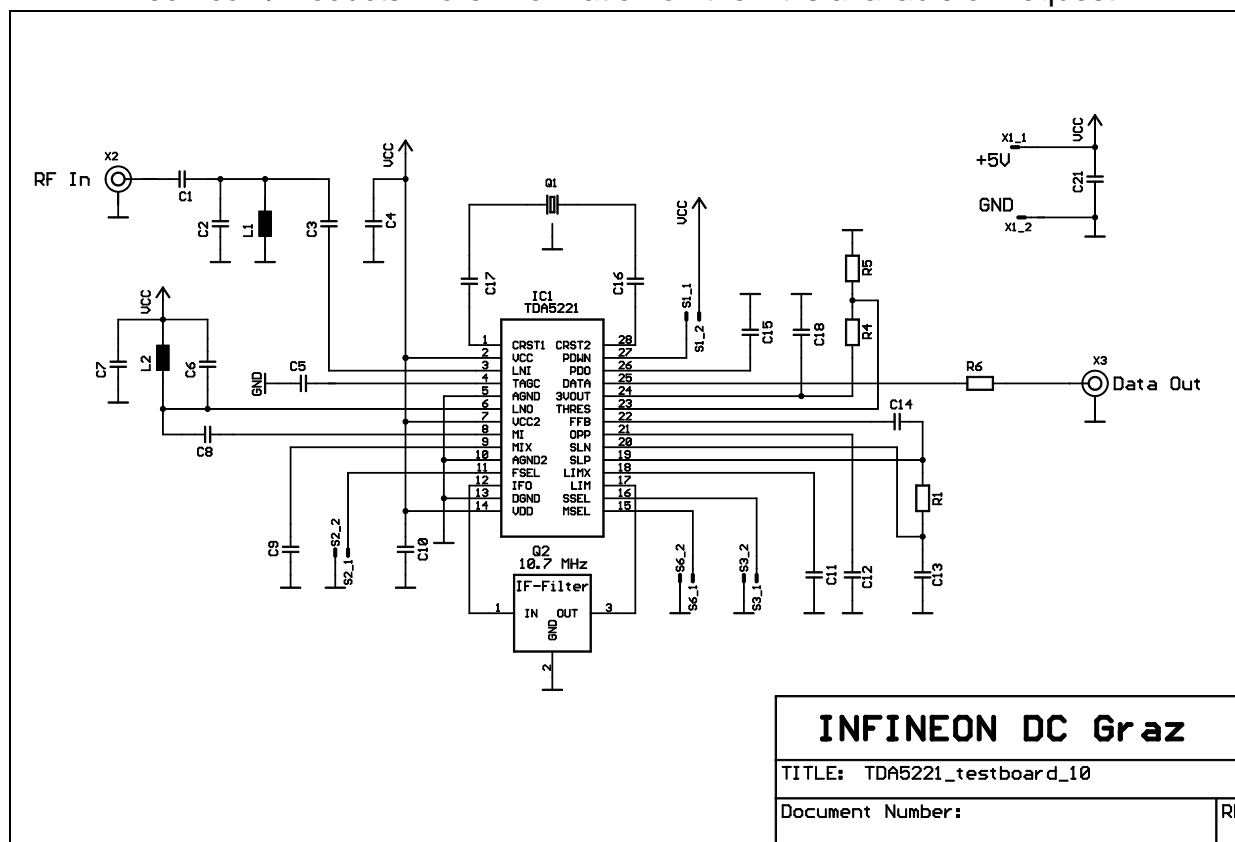 X2
RF In
C1
C2
L1
C3
C4
VCC
Q1
C17
C16
VCC
S1_1
S1_2
X1_1
+5V
VCC
C21
GND
X1_2
R5
R4
C15
C18
IC1
TDA5221
VCC
C7
L2
C6
GND
C5
C8
1 CRST1 CRST2 28
2 VCC PDWN 27
3 LNI PDO 26
4 TAGC DATA 25
5 AGND 3VOUT 24
6 LNO THRES 23
7 VCC2 FFB 22
8 MI OPP 21
9 MIX SLN 20
10 AGND2 SLP 19
11 FSEL LIMX 18
12 IFO LIM 17
13 DGND SSEL 16
14 VDD MSEL 15
R6
X3
Data Out
C14
R1
C9
S2_2
S2_1
C10
Q2
10.7 MHz
IF-Filter
1 IN OUT 3
GND
2
S6_2
S6_1
S3_2
S3_1
C11
C12
C13
INFINEON DC Graz
TITLE: TDA5221_testboard_10
Document Number: